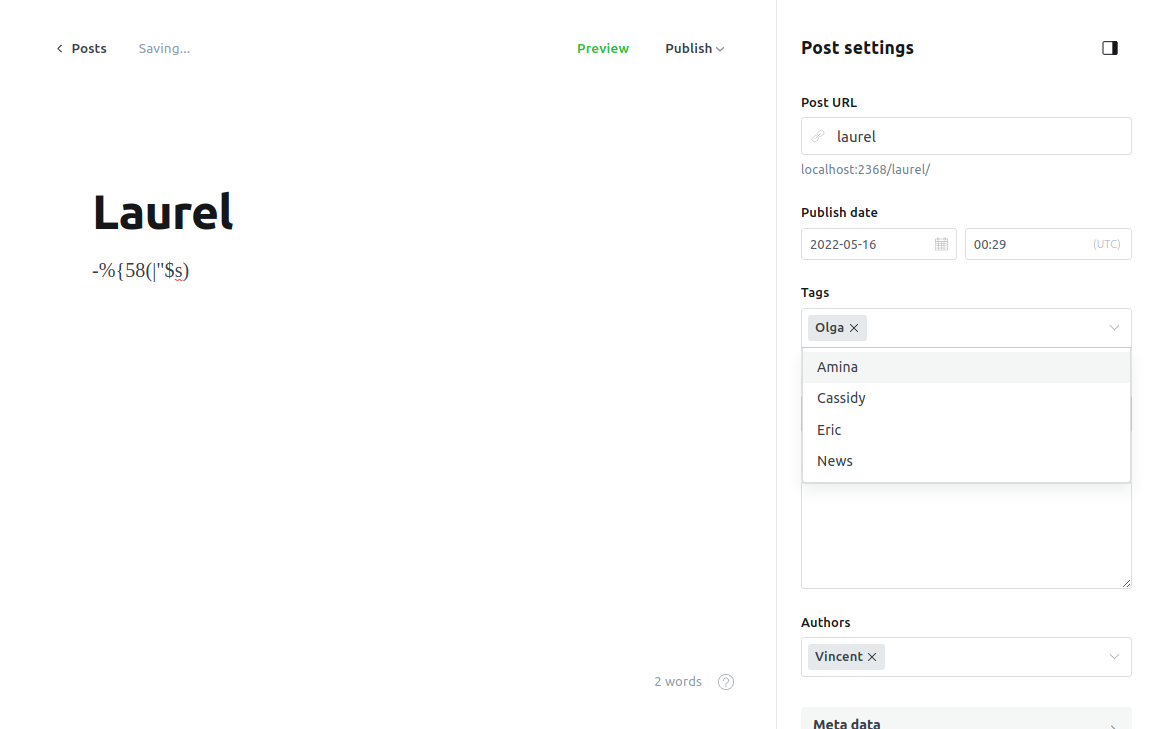 Posts Saving... Preview Publish
Laurel
-%{58(|"$s)
2 words ?
Post settings
Post URL
laurel
localhost:2368/laurel/
Publish date
2022-05-16 00:29 (UTC)
Tags
Olga
Amina
Cassidy
Eric
News
Authors
Vincent
Meta data